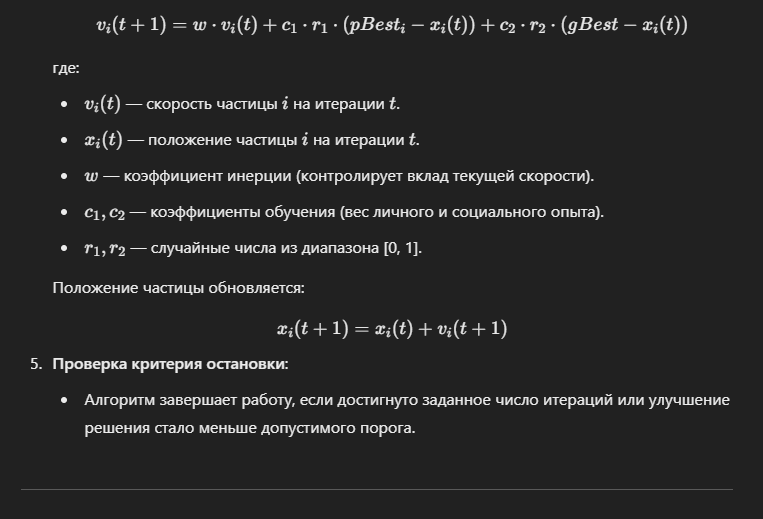 vᵢ(t + 1) = w · vᵢ(t) + c₁ · r₁ · (pBestᵢ − xᵢ(t)) + c₂ · r₂ · (gBest − xᵢ(t))
где:
• vᵢ(t) — скорость частицы i на итерации t.
• xᵢ(t) — положение частицы i на итерации t.
• w — коэффициент инерции (контролирует вклад текущей скорости).
• c₁, c₂ — коэффициенты обучения (вес личного и социального опыта).
• r₁, r₂ — случайные числа из диапазона [0, 1].
Положение частицы обновляется:
xᵢ(t + 1) = xᵢ(t) + vᵢ(t + 1)
5. Проверка критерия остановки:
• Алгоритм завершает работу, если достигнуто заданное число итераций или улучшение
решения стало меньше допустимого порога.